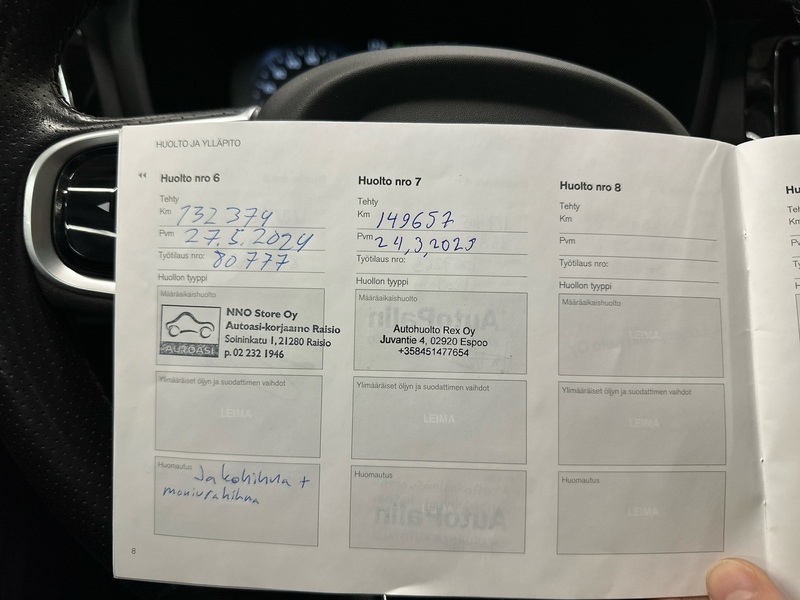 HUOLTO JA YLLÄPITO
Huolto nro 6
Tehty
Km 132 374
Pvm 27.5.2024
Työtilaus nro: 80777
Huollon tyyppi
Määräaikaishuolto
AUTOASI
NNO Store Oy
Autoasi-korjaamo Raisio
Soininkatu 1, 21280 Raisio
p. 02 232 1946
Ylimääräiset öljyn ja suodattimen vaihdot
LEIMA
Huomautus
Jakohihna +
moniurahihna
8
Huolto nro 7
Tehty
Km 149657
Pvm 24,3,2025
Työtilaus nro:
Huollon tyyppi
Määräaikaishuolto
Autohuolto Rex Oy
Juvantie 4, 02920 Espoo
+358451477654
Ylimääräiset öljyn ja suodattimen vaihdot
LEIMA
Huomautus
LEIMA
Huolto nro 8
Tehty
Km
Pvm
Työtilaus nro:
Huollon tyyppi
Määräaikaishuolto
LEIMA
Ylimääräiset öljyn ja suodattimen vaihdot
LEIMA
Huomautus
LEIMA